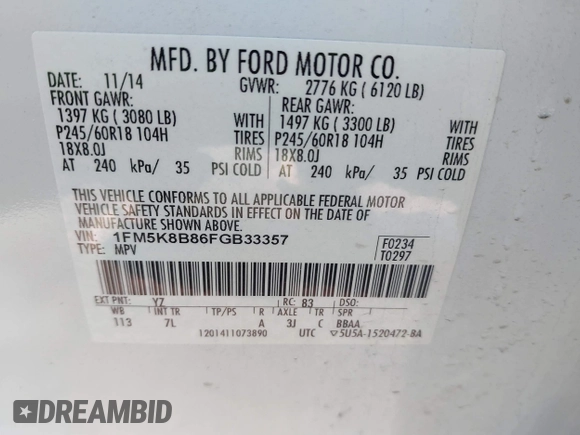 MFD. BY FORD MOTOR CO.
DATE: 11/14
GVWR: 2776 KG ( 6120 LB)
FRONT GAWR:
REAR GAWR:
1397 KG ( 3080 LB) WITH
1497 KG ( 3300 LB) WITH
P245/60R18 104H TIRES
P245/60R18 104H TIRES
18X8.0J RIMS
18X8.0J RIMS
AT 240 kPa/ 35 PSI COLD
AT 240 kPa/ 35 PSI COLD
THIS VEHICLE CONFORMS TO ALL APPLICABLE FEDERAL MOTOR
VEHICLE SAFETY STANDARDS IN EFFECT ON THE DATE OF
MANUFACTURE SHOWN ABOVE.
VIN: 1FM5K8B86FGB33357
TYPE: MPV
F0234
T0297
EXT PNT: YZ RC: 83 DSO:
WB INT TR TP/PS R AXLE TR SPR
113 7L A 3J C BBAA
1201411073890 UTC 5U5A-1520472-BA
DREAMBID